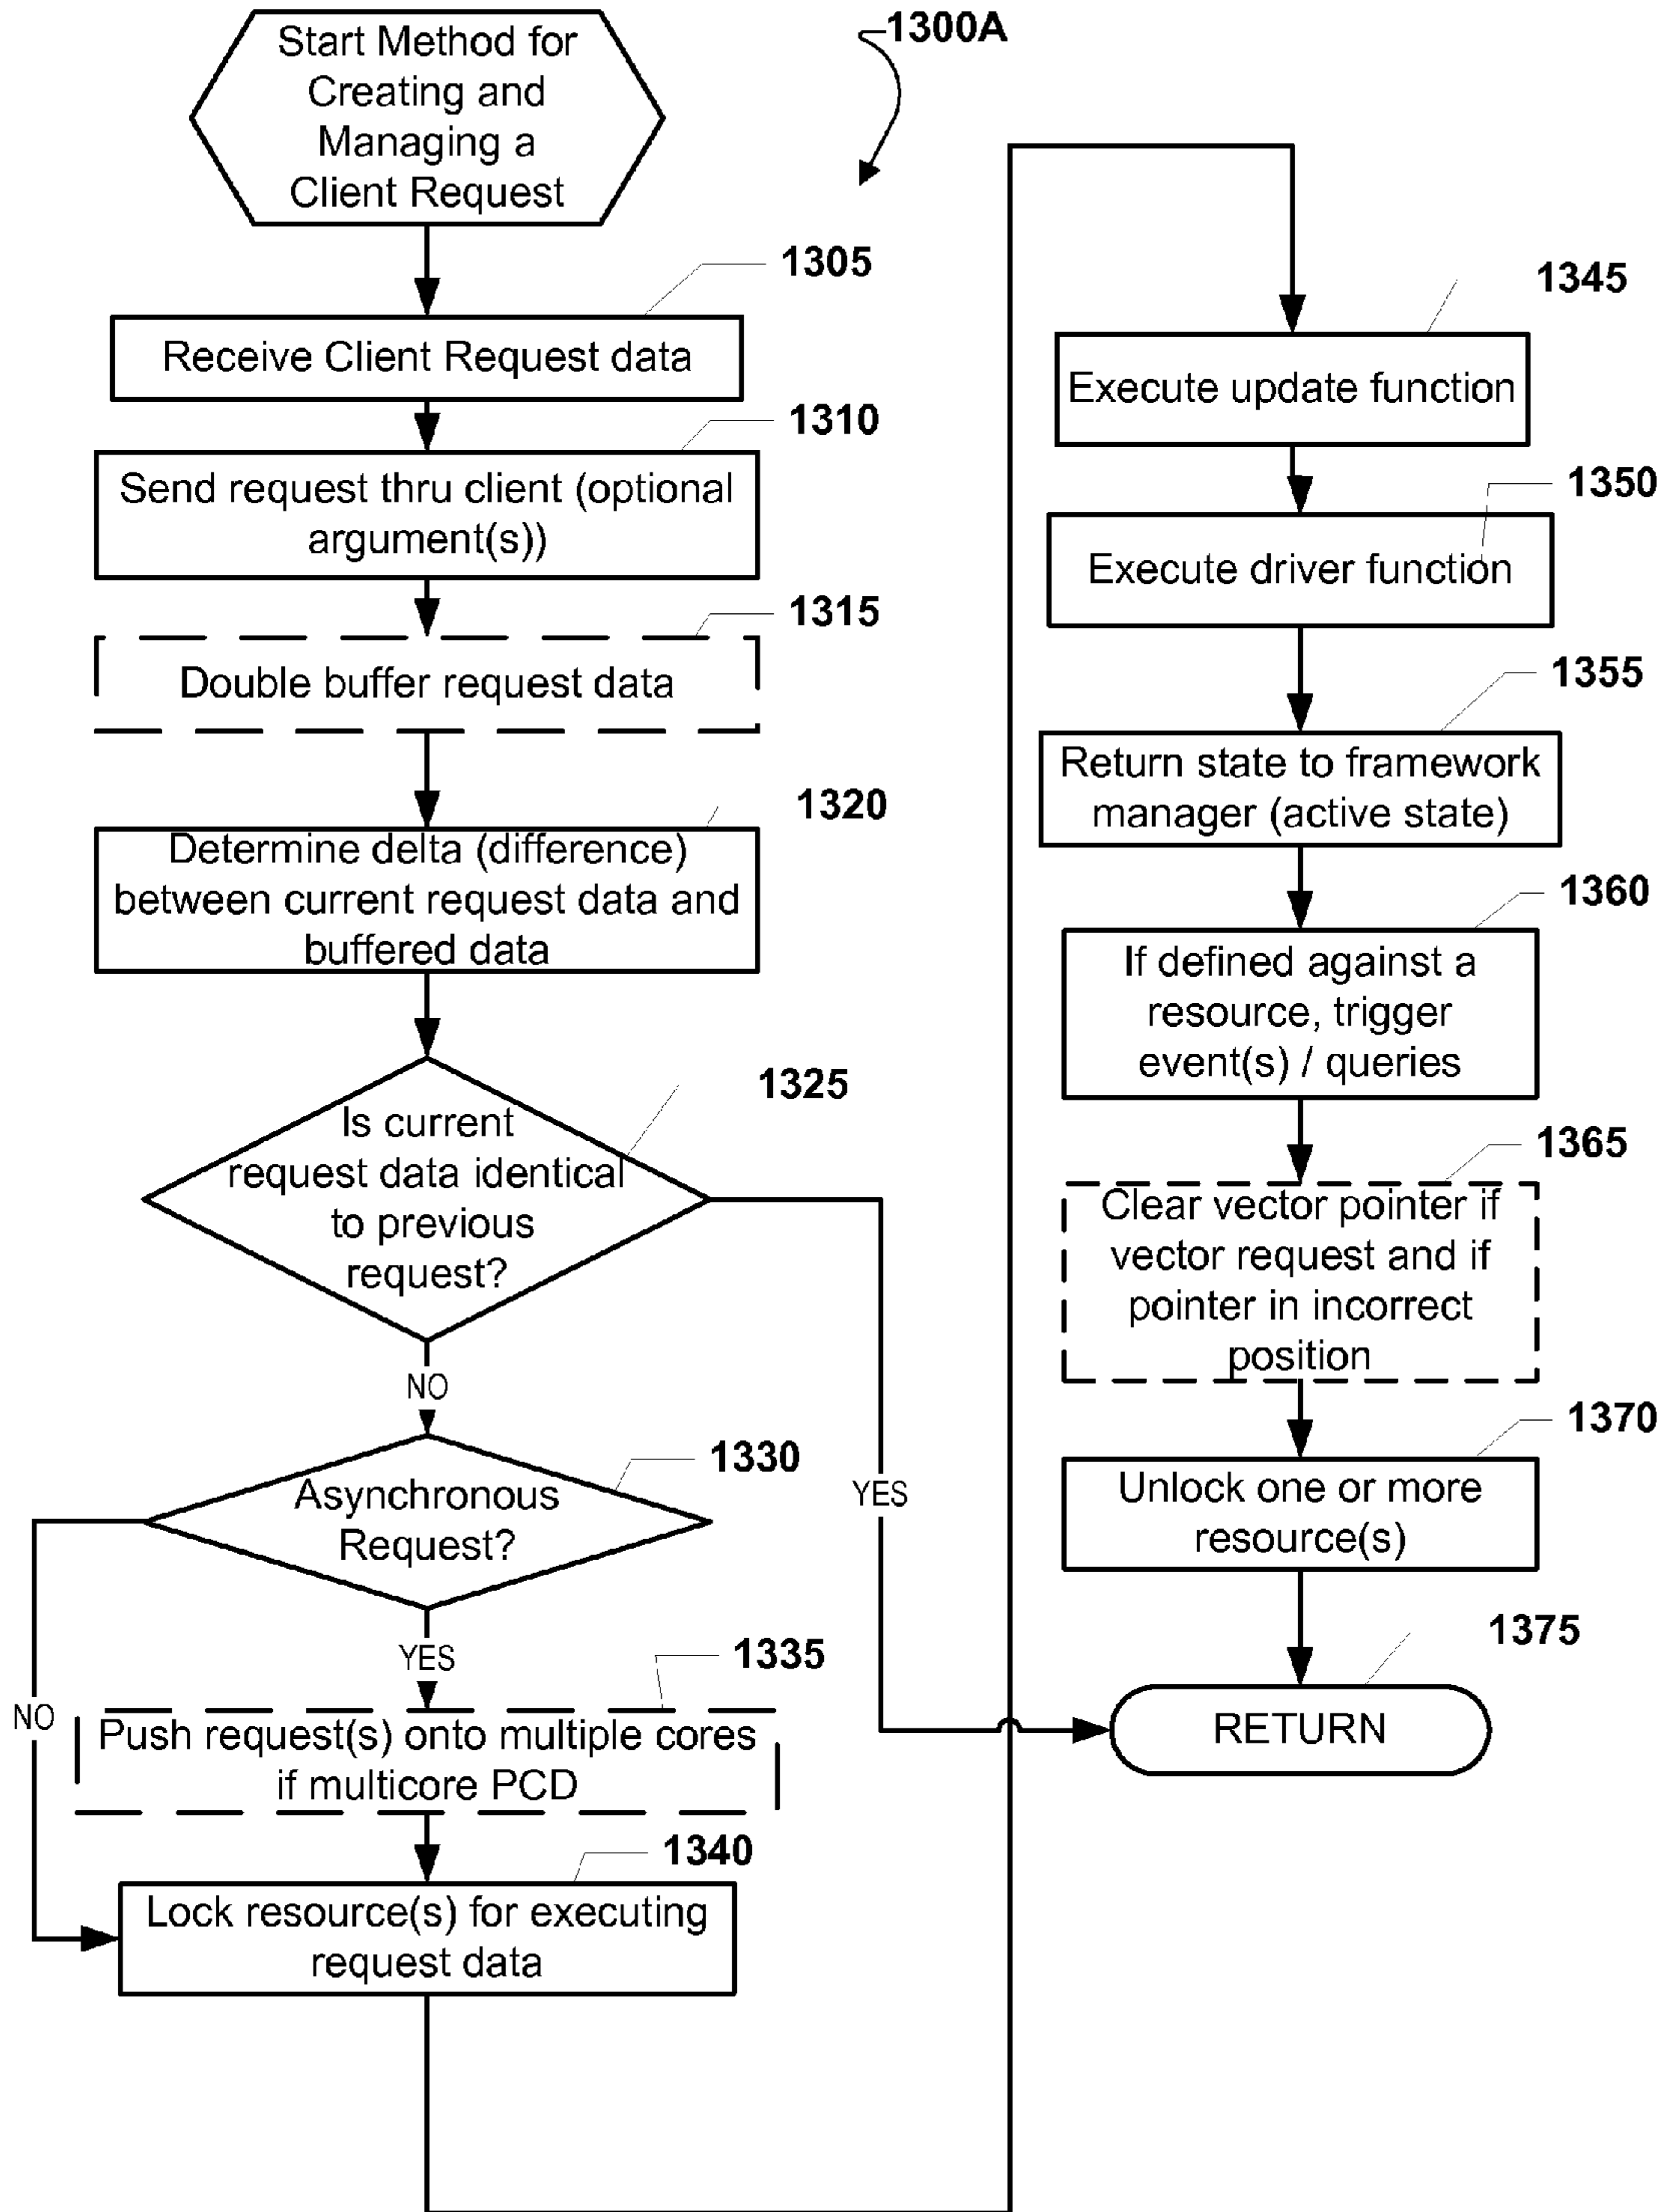 Start Method for
Creating and
Managing a
Client Request
1300A
1305
Receive Client Request data
1310
Send request thru client (optional
argument(s))
1315
Double buffer request data
1320
Determine delta (difference)
between current request data and
buffered data
1325
Is current
request data identical
to previous
request?
NO
YES
1330
Asynchronous
Request?
NO
YES
1335
Push request(s) onto multiple cores
if multicore PCD
1340
Lock resource(s) for executing
request data
1345
Execute update function
1350
Execute driver function
1355
Return state to framework
manager (active state)
1360
If defined against a
resource, trigger
event(s) / queries
1365
Clear vector pointer if
vector request and if
pointer in incorrect
position
1370
Unlock one or more
resource(s)
1375
RETURN